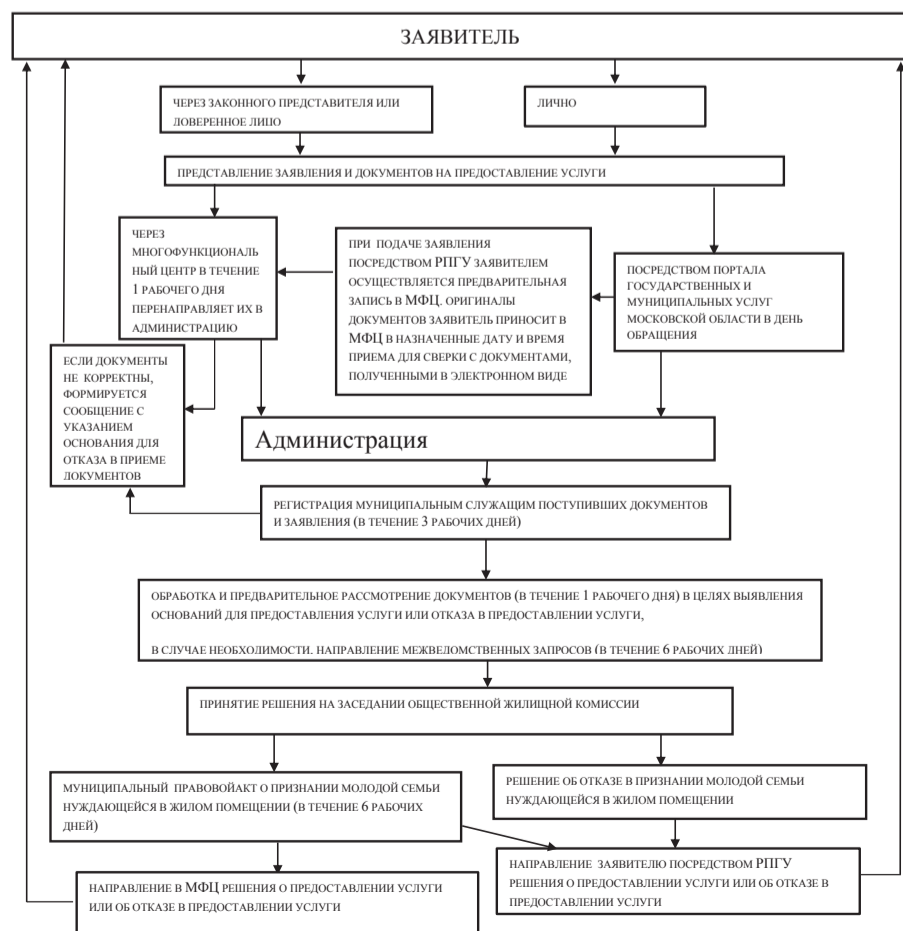 ЗАЯВИТЕЛЬ
ЧЕРЕЗ ЗАКОННОГО ПРЕДСТАВИТЕЛЯ ИЛИ
ДОВЕРЕННОЕ ЛИЦО
ЛИЧНО
ПРЕДСТАВЛЕНИЕ ЗАЯВЛЕНИЯ И ДОКУМЕНТОВ НА ПРЕДОСТАВЛЕНИЕ УСЛУГИ
ЧЕРЕЗ
МНОГОФУНКЦИОНАЛЬ
НЫЙ ЦЕНТР В ТЕЧЕНИЕ
1 РАБОЧЕГО ДНЯ
ПЕРЕНАПРАВЛЯЕТ ИХ В
АДМИНИСТРАЦИЮ
ПРИ ПОДАЧЕ ЗАЯВЛЕНИЯ
ПОСРЕДСТВОМ РПГУ ЗАЯВИТЕЛЕМ
ОСУЩЕСТВЛЯЕТСЯ ПРЕДВАРИТЕЛЬНАЯ
ЗАПИСЬ В МФЦ. ОРИГИНАЛЫ
ДОКУМЕНТОВ ЗАЯВИТЕЛЬ ПРИНОСИТ В
МФЦ В НАЗНАЧЕННЫЕ ДАТУ И ВРЕМЯ
ПРИЕМА ДЛЯ СВЕРКИ С ДОКУМЕНТАМИ,
ПОЛУЧЕННЫМИ В ЭЛЕКТРОННОМ ВИДЕ
ПОСРЕДСТВОМ ПОРТАЛА
ГОСУДАРСТВЕННЫХ И
МУНИЦИПАЛЬНЫХ УСЛУГ
МОСКОВСКОЙ ОБЛАСТИ В ДЕНЬ
ОБРАЩЕНИЯ
ЕСЛИ ДОКУМЕНТЫ
НЕ КОРРЕКТНЫ,
ФОРМИРУЕТСЯ
СООБЩЕНИЕ С
УКАЗАНИЕМ
ОСНОВАНИЯ ДЛЯ
ОТКАЗА В ПРИЕМЕ
ДОКУМЕНТОВ
Администрация
РЕГИСТРАЦИЯ МУНИЦИПАЛЬНЫМ СЛУЖАЩИМ ПОСТУПИВШИХ ДОКУМЕНТОВ
И ЗАЯВЛЕНИЯ (В ТЕЧЕНИЕ 3 РАБОЧИХ ДНЕЙ)
ОБРАБОТКА И ПРЕДВАРИТЕЛЬНОЕ РАССМОТРЕНИЕ ДОКУМЕНТОВ (В ТЕЧЕНИЕ 1 РАБОЧЕГО ДНЯ) В ЦЕЛЯХ ВЫЯВЛЕНИЯ
ОСНОВАНИЙ ДЛЯ ПРЕДОСТАВЛЕНИЯ УСЛУГИ ИЛИ ОТКАЗА В ПРЕДОСТАВЛЕНИИ УСЛУГИ,
В СЛУЧАЕ НЕОБХОДИМОСТИ, НАПРАВЛЕНИЕ МЕЖВЕДОМСТВЕННЫХ ЗАПРОСОВ (В ТЕЧЕНИЕ 6 РАБОЧИХ ДНЕЙ)
ПРИНЯТИЕ РЕШЕНИЯ НА ЗАСЕДАНИИ ОБЩЕСТВЕННОЙ ЖИЛИЩНОЙ КОМИССИИ
МУНИЦИПАЛЬНЫЙ ПРАВОВОЙАКТ О ПРИЗНАНИИ МОЛОДОЙ СЕМЬИ
НУЖДАЮЩЕЙСЯ В ЖИЛОМ ПОМЕЩЕНИИ (В ТЕЧЕНИЕ 6 РАБОЧИХ
ДНЕЙ)
РЕШЕНИЕ ОБ ОТКАЗЕ В ПРИЗНАНИИ МОЛОДОЙ СЕМЬИ
НУЖДАЮЩЕЙСЯ В ЖИЛОМ ПОМЕЩЕНИИ
НАПРАВЛЕНИЕ В МФЦ РЕШЕНИЯ О ПРЕДОСТАВЛЕНИИ УСЛУГИ
ИЛИ ОБ ОТКАЗЕ В ПРЕДОСТАВЛЕНИИ УСЛУГИ
НАПРАВЛЕНИЕ ЗАЯВИТЕЛЮ ПОСРЕДСТВОМ РПГУ
РЕШЕНИЯ О ПРЕДОСТАВЛЕНИИ УСЛУГИ ИЛИ ОБ ОТКАЗЕ В
ПРЕДОСТАВЛЕНИИ УСЛУГИ